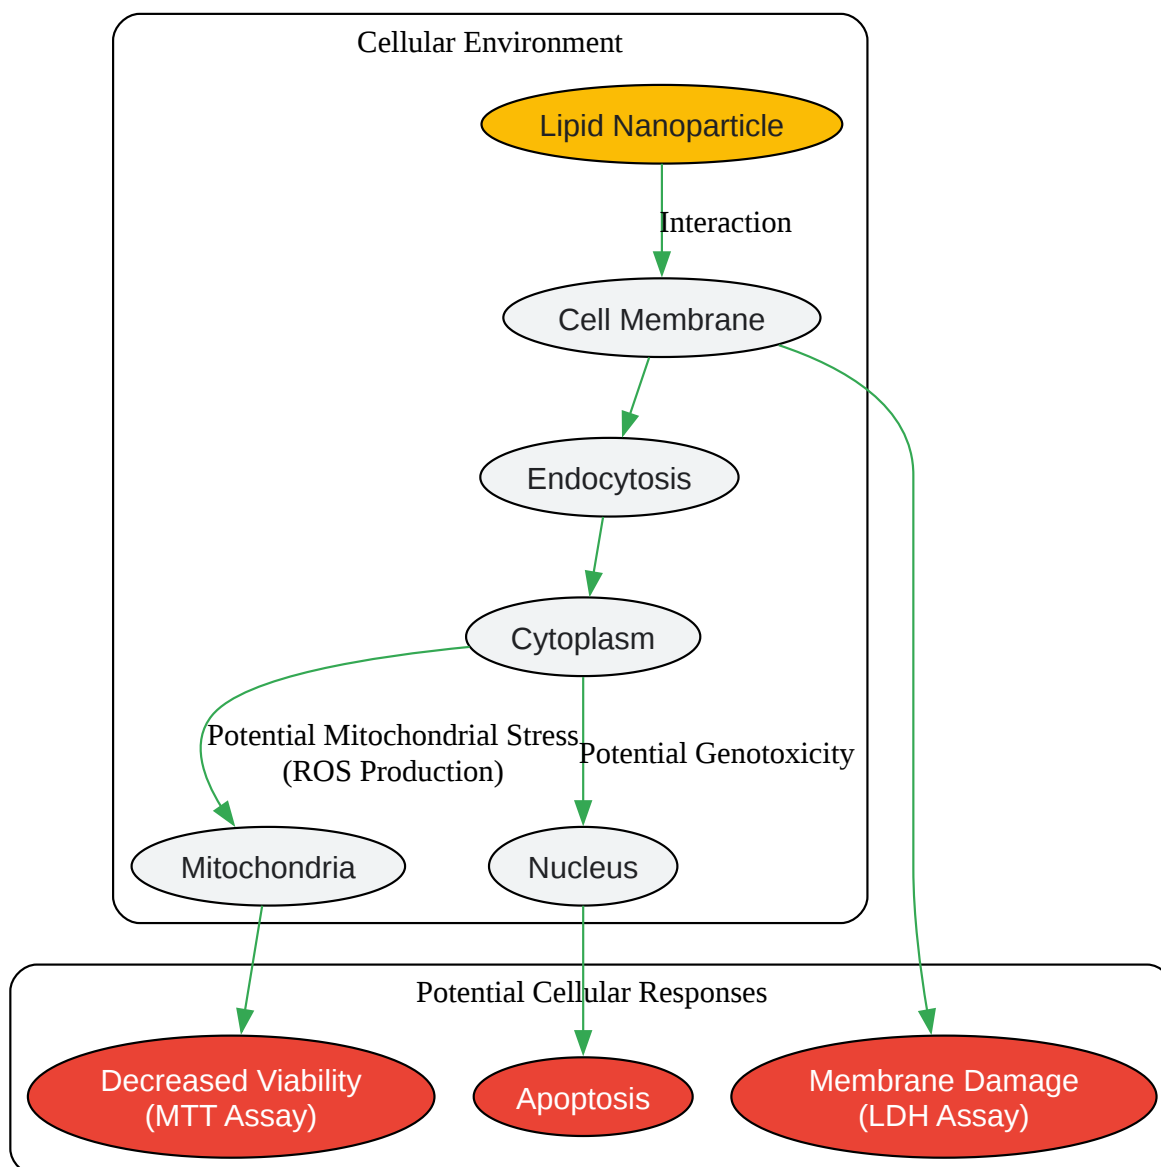 Cellular Environment
Lipid Nanoparticle
Interaction
Cell Membrane
Endocytosis
Cytoplasm
Potential Mitochondrial Stress
(ROS Production)
Potential Genotoxicity
Mitochondria
Nucleus
Potential Cellular Responses
Decreased Viability
(MTT Assay)
Apoptosis
Membrane Damage
(LDH Assay)